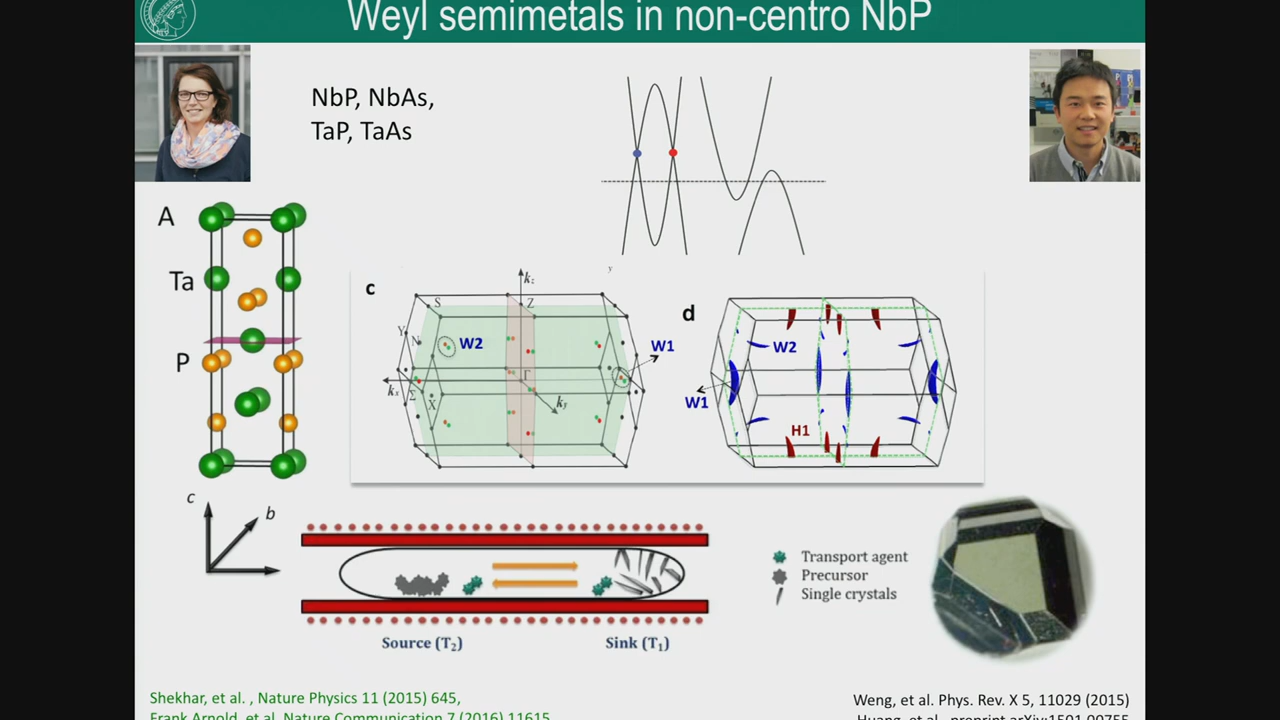 Weyl semimetals in non-centro NbP
NbP, NbAs,
TaP, TaAs
A
Ta
P
c
b
c
k_z
y
S
Z
Y
N
W2
W1
Γ
k_x
Σ
X
k_y
d
W2
W1
H1
Transport agent
Precursor
Single crystals
Source (T₂)
Sink (T₁)
Shekhar, et al. , Nature Physics 11 (2015) 645,
Frank Arnold, et al. Nature Communication 7 (2016) 11615
Weng, et al. Phys. Rev. X 5, 11029 (2015)
Huang, et al. preprint arXiv:1501.00755